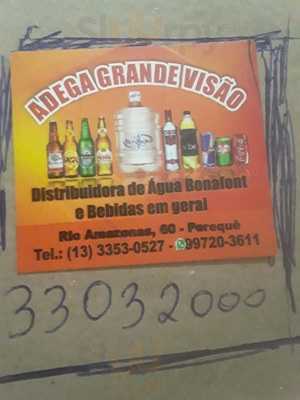 ADEGA GRANDE VISÃO
Distribuidora de Água Bonafont
e Bebidas em geral
Rio Amazonas, 60 - Perequê
Tel.: (13) 3353-0527 - 99720-3611
33032000